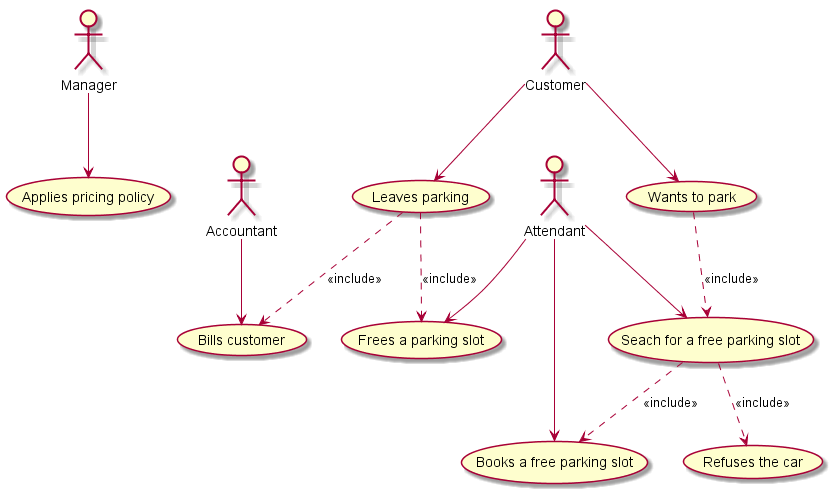 Manager
Customer
Applies pricing policy
Accountant
Leaves parking
Attendant
Wants to park
«include»
«include»
«include»
Bills customer
Frees a parking slot
Seach for a free parking slot
«include»
«include»
Books a free parking slot
Refuses the car